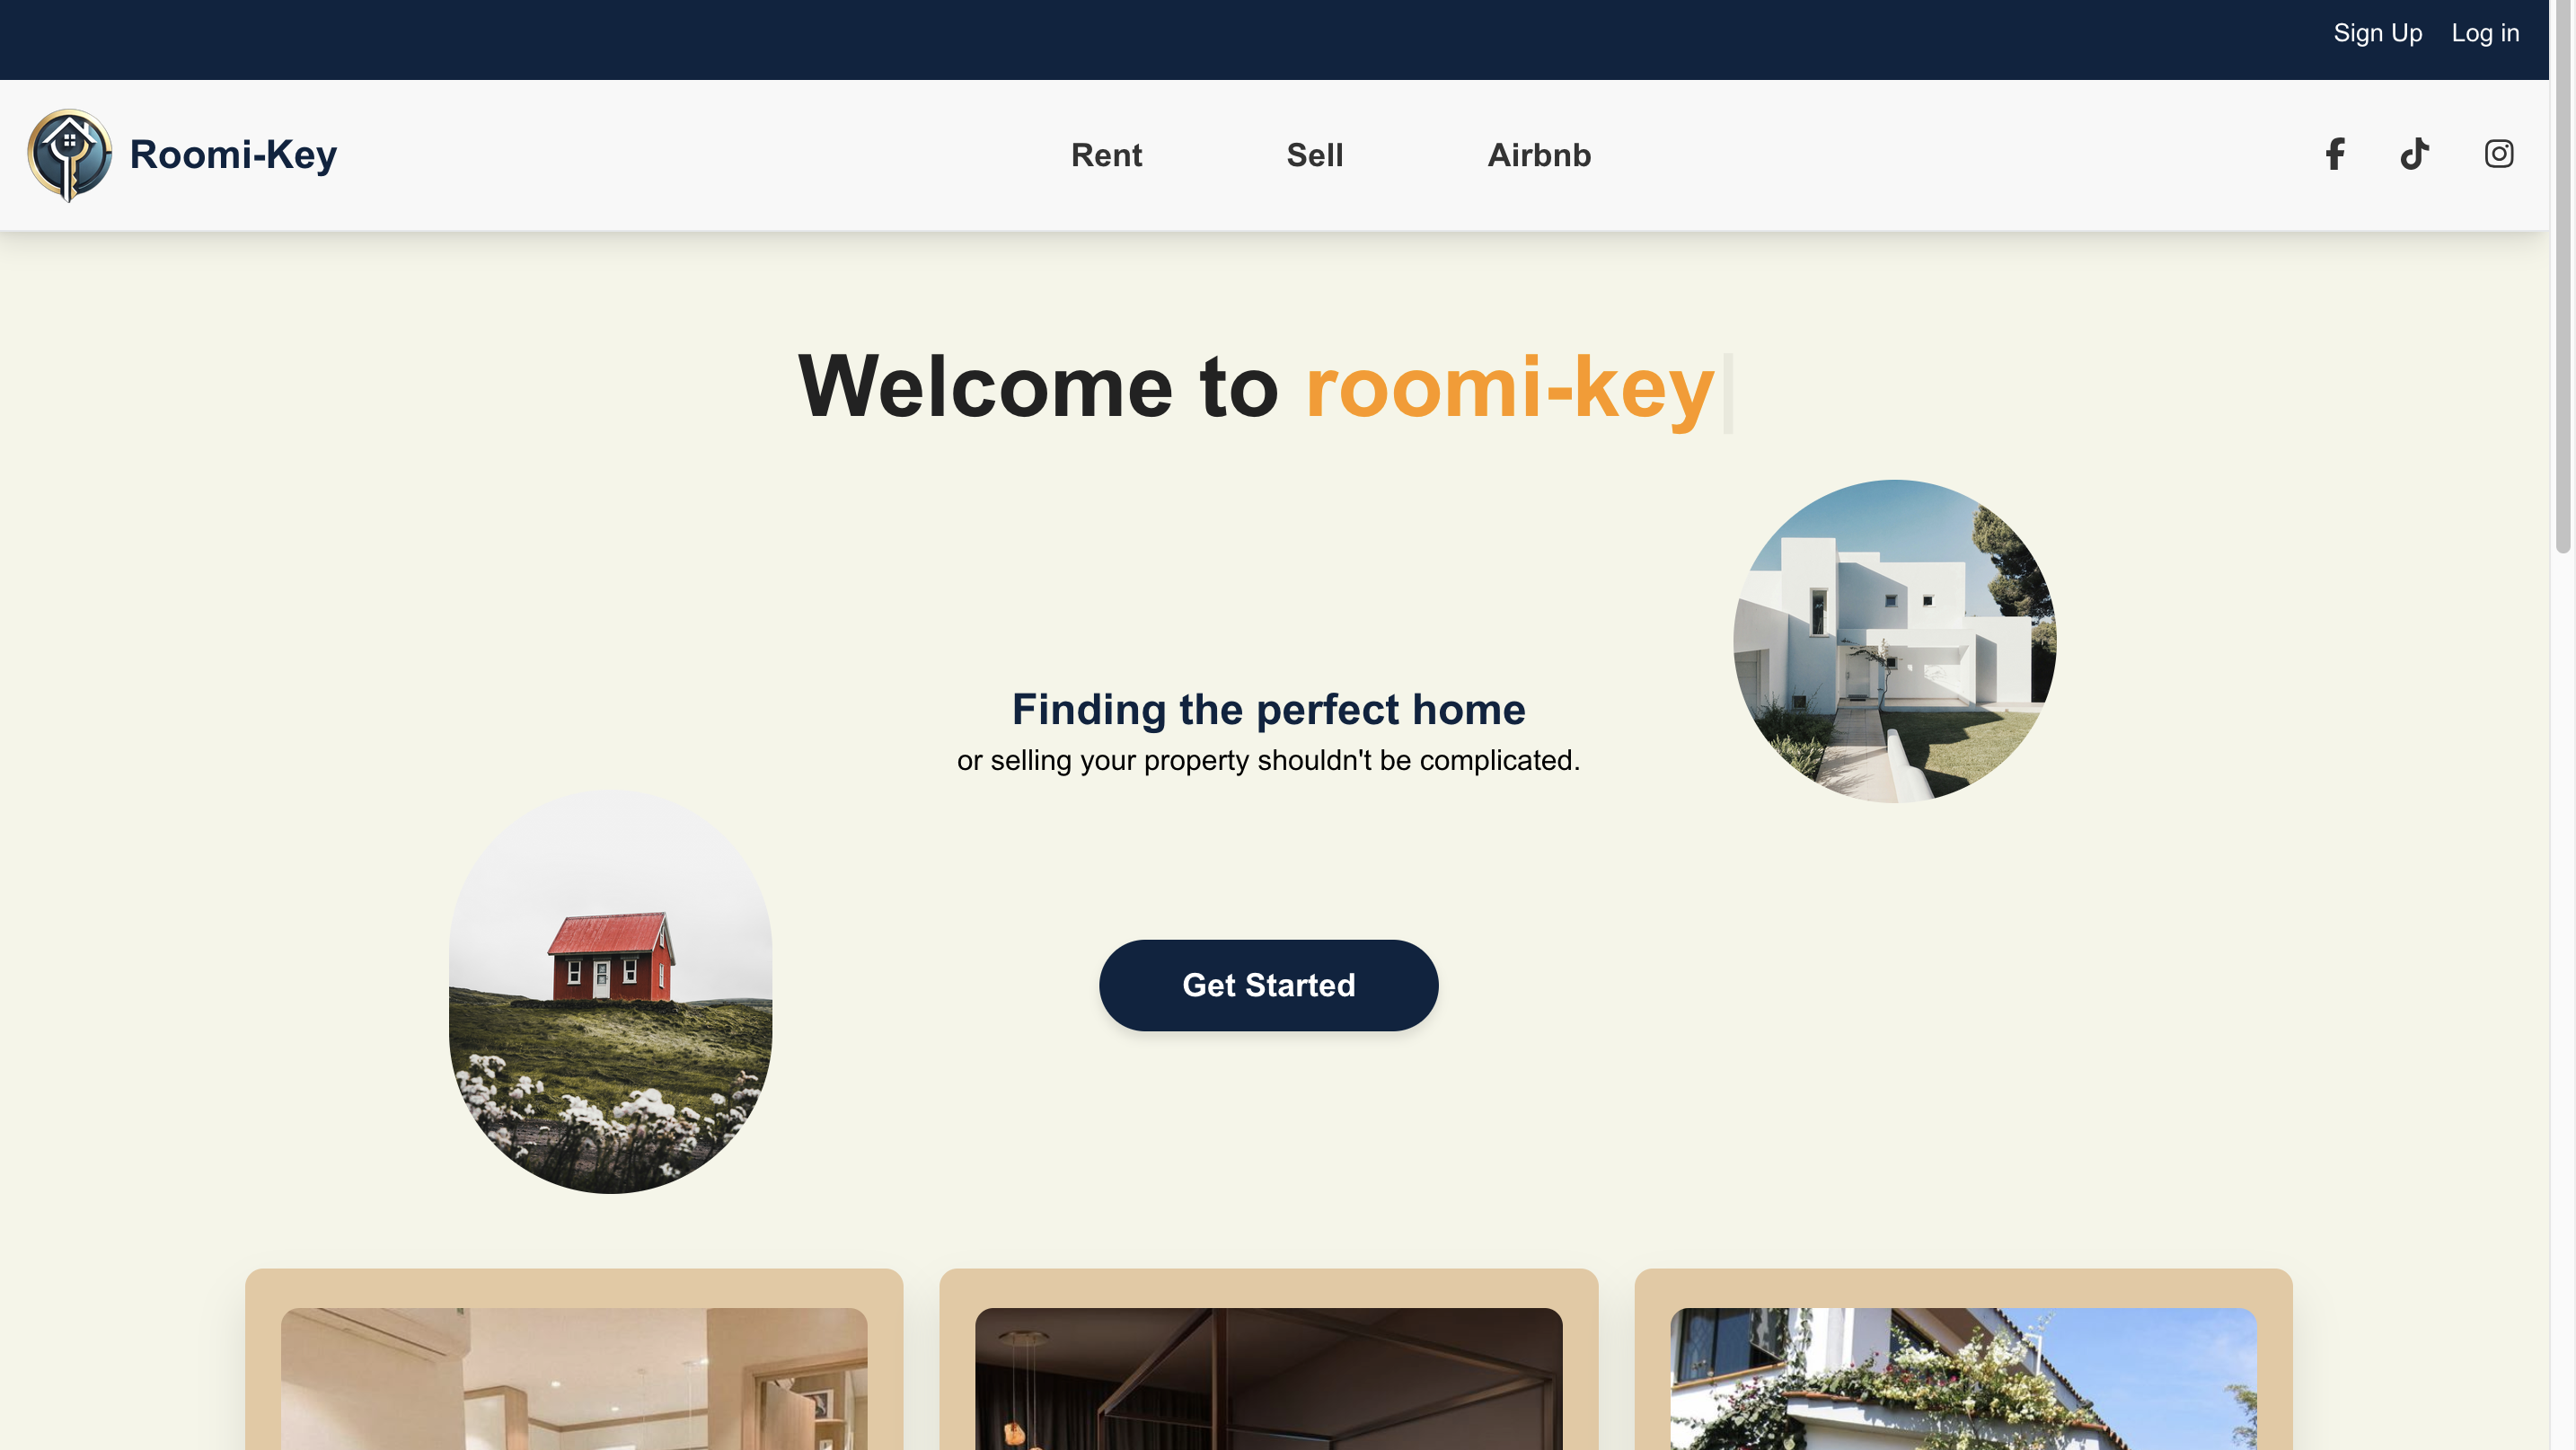 Sign Up Log in
Roomi-Key Rent Sell Airbnb
Welcome to roomi-key
Finding the perfect home
or selling your property shouldn't be complicated.
Get Started